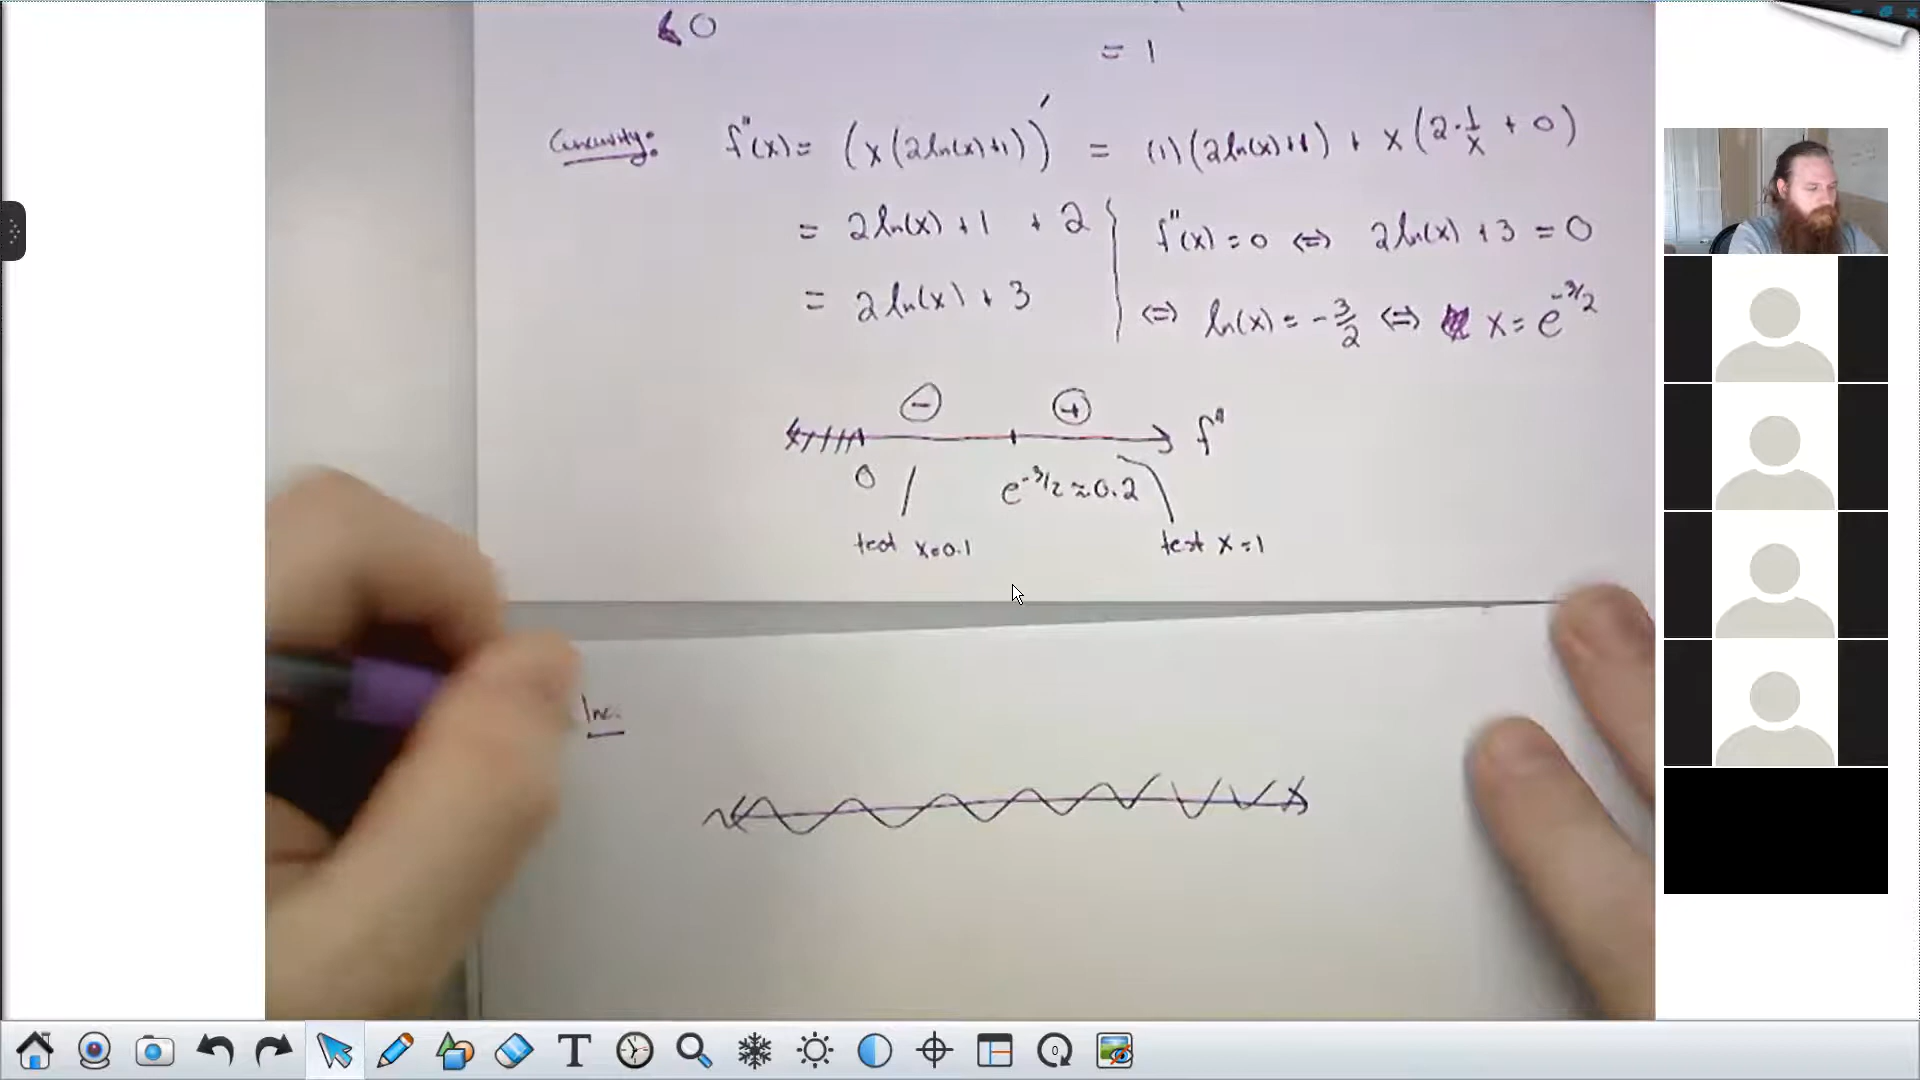 0
= 1
Concavity: f''(x) = (x(2ln(x)+1))' = (1)(2ln(x)+1) + x(2·1/x + 0)
= 2ln(x) + 1 + 2
f''(x) = 0 ⇔ 2ln(x) + 3 = 0
= 2ln(x) + 3
⇔ ln(x) = -3/2 ⇔ x = e^{-3/2}
- +
f''
0 e^{-3/2} ≈ 0.2
test x=0.1 test x=1
Inc.
T
0